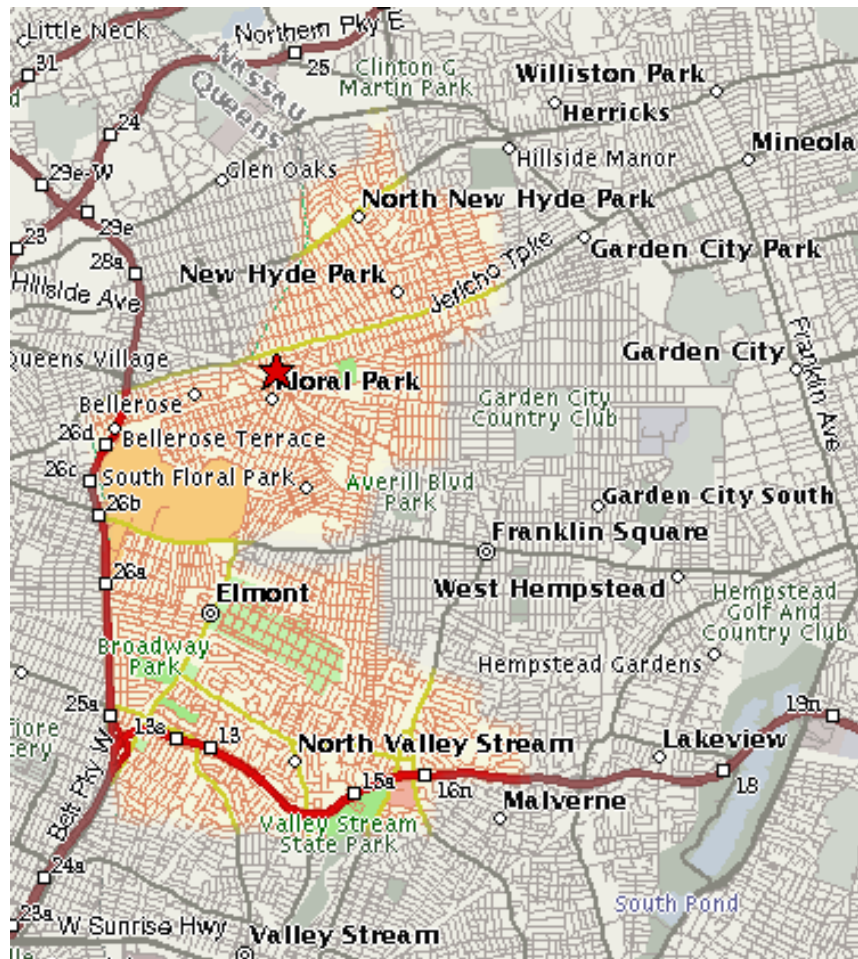 Little Neck
Northern Pky E
31
25
NASSAU
QUEENS
Clinton G
Martin Park
Williston Park
Herricks
24
Mineola
Hillside Manor
29e-W
Glen Oaks
North New Hyde Park
29e
23
28a
Garden City Park
New Hyde Park
Jericho Tpke
Hillside Ave
Queens Village
Garden City
Franklin Ave
Floral Park
Bellerose
Garden City
Country Club
26d
Bellerose Terrace
26c
South Floral Park
Averill Blvd
Park
Garden City South
26b
Franklin Square
26a
Elmont
West Hempstead
Hempstead
Golf And
Country Club
Broadway
Park
Hempstead Gardens
25a
19n
13s
13
North Valley Stream
Lakeview
Belt Pky W
15a
16n
18
Malverne
Valley Stream
State Park
24a
South Pond
23a
W Sunrise Hwy
Valley Stream